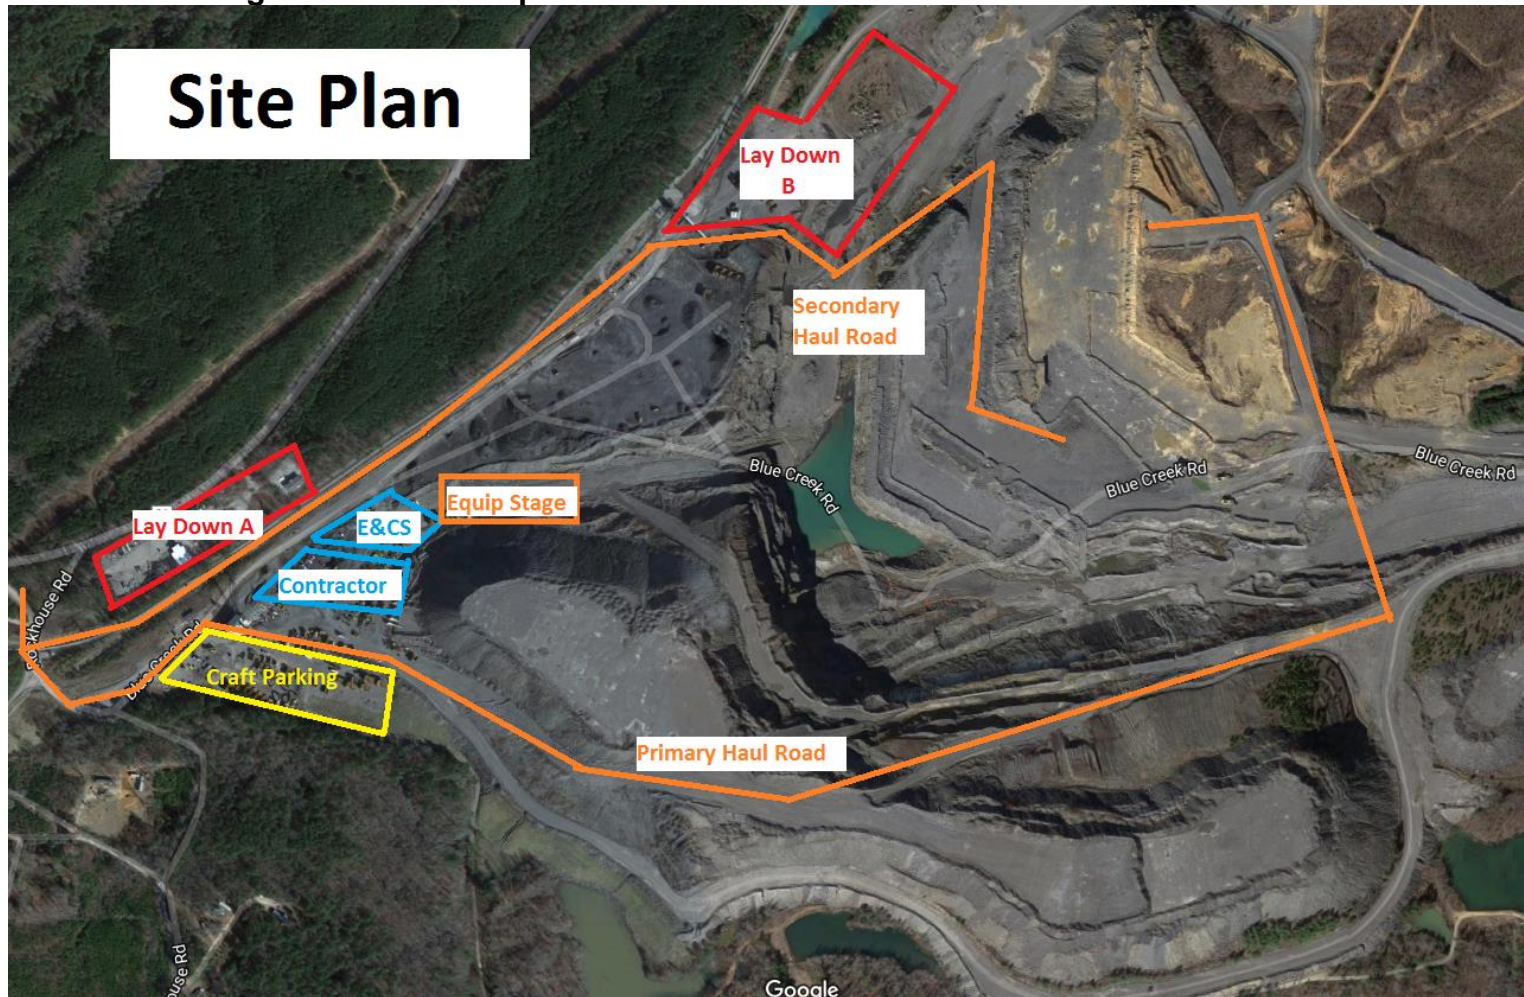 Site Plan
Lay Down
B
Secondary
Haul Road
Blue Creek Rd
Blue Creek Rd
Blue Creek Rd
Equip Stage
Lay Down A
E&CS
Contractor
Craft Parking
Primary Haul Road
Google